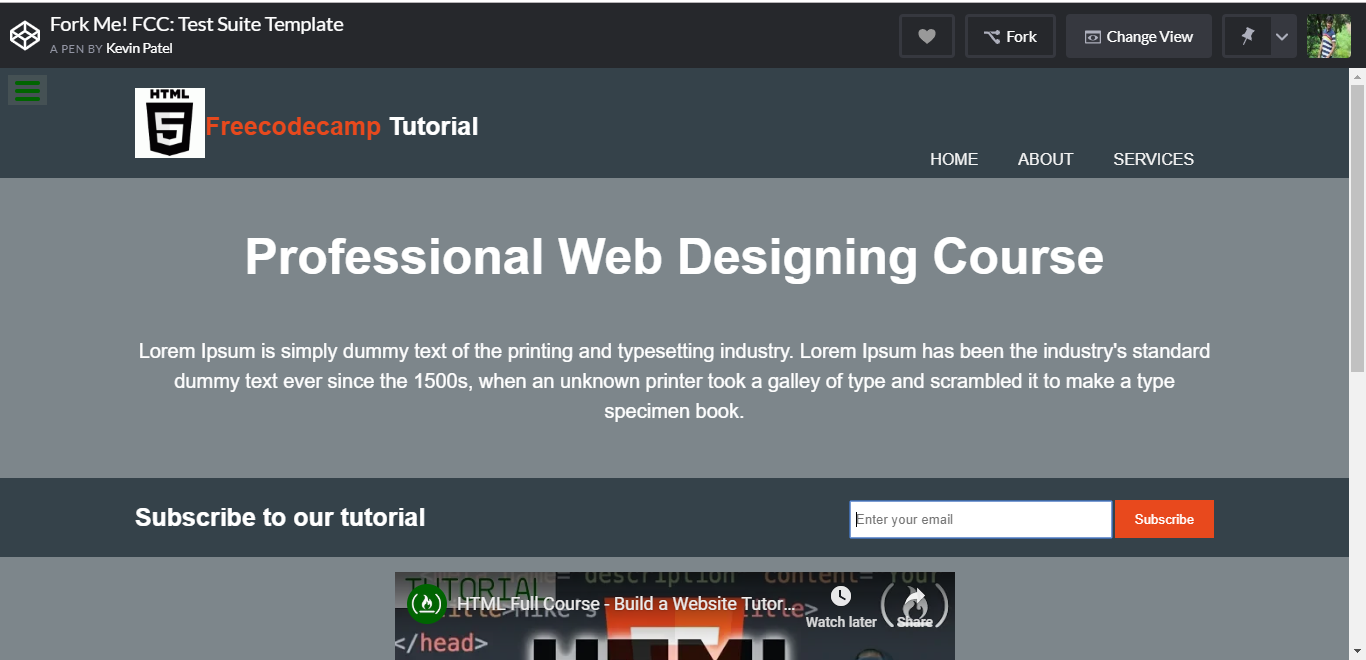 Fork Me! FCC: Test Suite Template
A PEN BY Kevin Patel
Fork
Change View
HTML
5
Freecodecamp Tutorial
HOME ABOUT SERVICES
Professional Web Designing Course
Lorem Ipsum is simply dummy text of the printing and typesetting industry. Lorem Ipsum has been the industry's standard
dummy text ever since the 1500s, when an unknown printer took a galley of type and scrambled it to make a type
specimen book.
Subscribe to our tutorial
Enter your email
Subscribe
TUTORIAL
description content="Your
HTML Full Course - Build a Website Tutor...
Watch later
Share
</head>
HTML